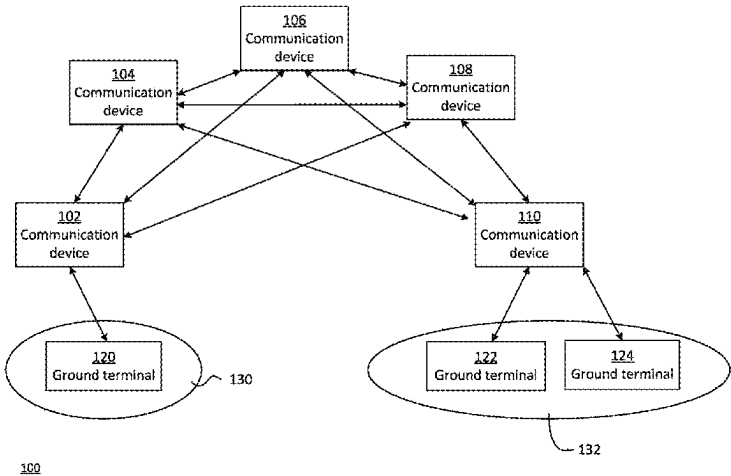 106
Communication
device
104
Communication
device
108
Communication
device
102
Communication
device
110
Communication
device
120
Ground terminal
130
122
Ground terminal
124
Ground terminal
132
100